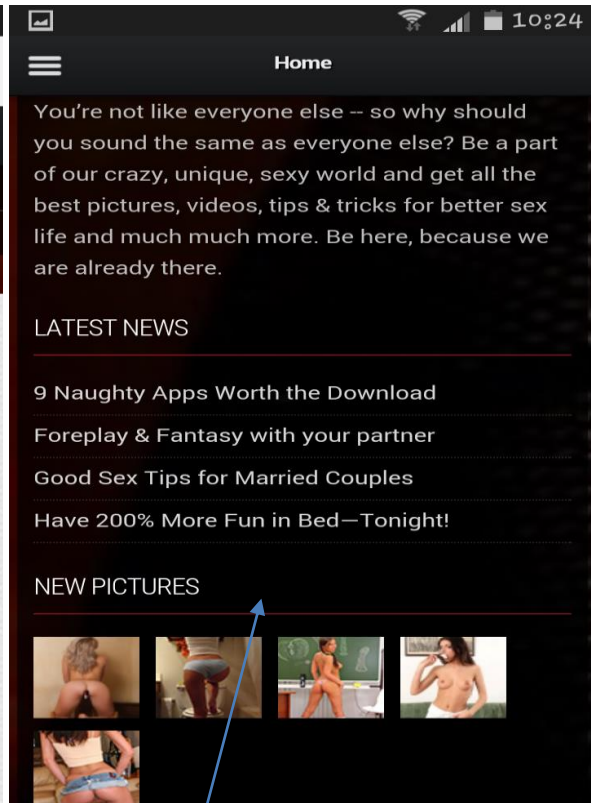 10:24
Home
You're not like everyone else -- so why should
you sound the same as everyone else? Be a part
of our crazy, unique, sexy world and get all the
best pictures, videos, tips & tricks for better sex
life and much much more. Be here, because we
are already there.
LATEST NEWS
9 Naughty Apps Worth the Download
Foreplay & Fantasy with your partner
Good Sex Tips for Married Couples
Have 200% More Fun in Bed—Tonight!
NEW PICTURES